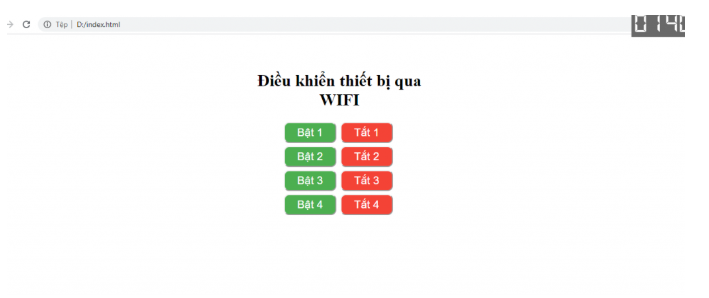 Tệp | D:/index.html
Điều khiển thiết bị qua
WIFI
Bật 1 Tắt 1
Bật 2 Tắt 2
Bật 3 Tắt 3
Bật 4 Tắt 4